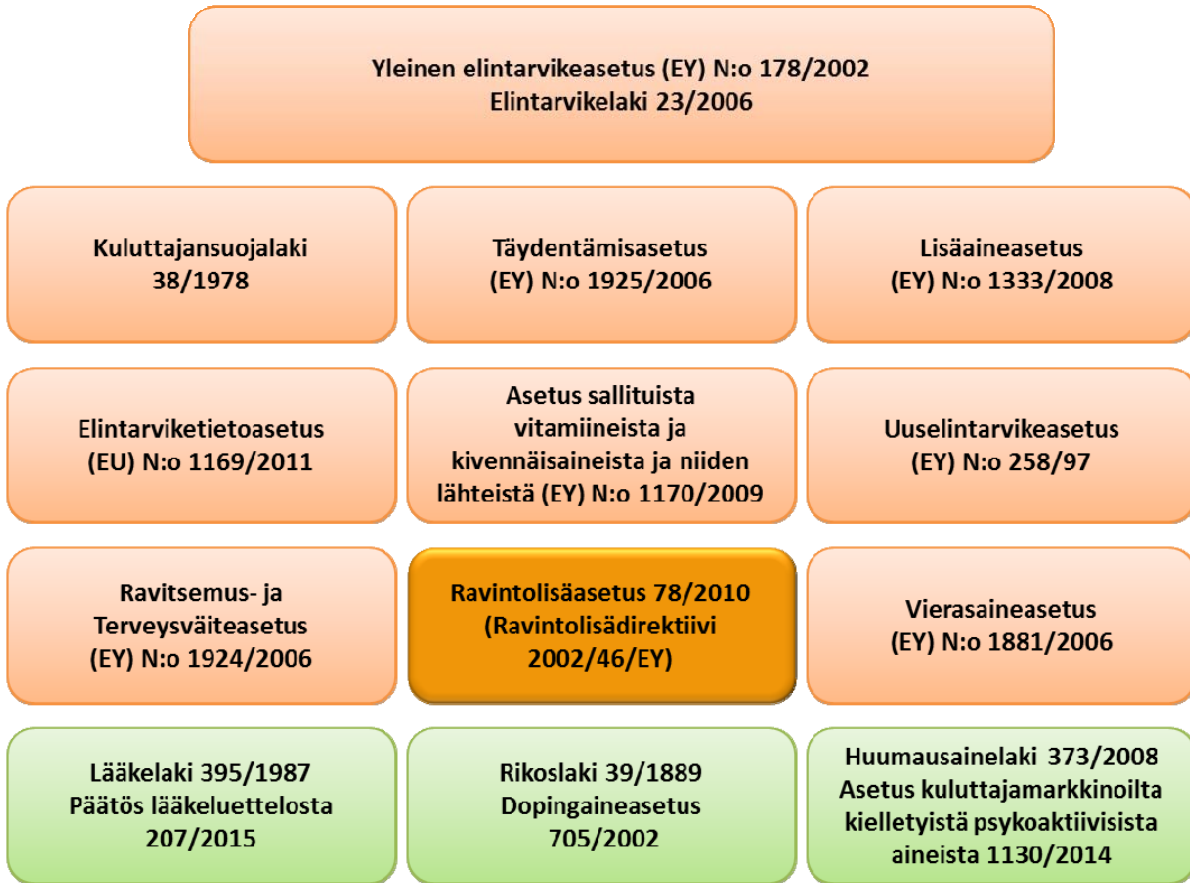 Yleinen elintarvikeasetus (EY) N:o 178/2002
Elintarvikelaki 23/2006
Kuluttajansuojalaki
38/1978
Täydentämisasetus
(EY) N:o 1925/2006
Lisäaineasetus
(EY) N:o 1333/2008
Elintarviketietoasetus
(EU) N:o 1169/2011
Asetus sallituista
vitamiineista ja
kivennäisaineista ja niiden
lähteistä (EY) N:o 1170/2009
Uuselintarvikeasetus
(EY) N:o 258/97
Ravitsemus- ja
Terveysväiteasetus
(EY) N:o 1924/2006
Ravintolisäasetus 78/2010
(Ravintolisädirektiivi
2002/46/EY)
Vierasaineasetus
(EY) N:o 1881/2006
Lääkelaki 395/1987
Päätös lääkeluettelosta
207/2015
Rikoslaki 39/1889
Dopingaineasetus
705/2002
Huumausainelaki 373/2008
Asetus kuluttajamarkkinoilta
kielletyistä psykoaktiivisista
aineista 1130/2014